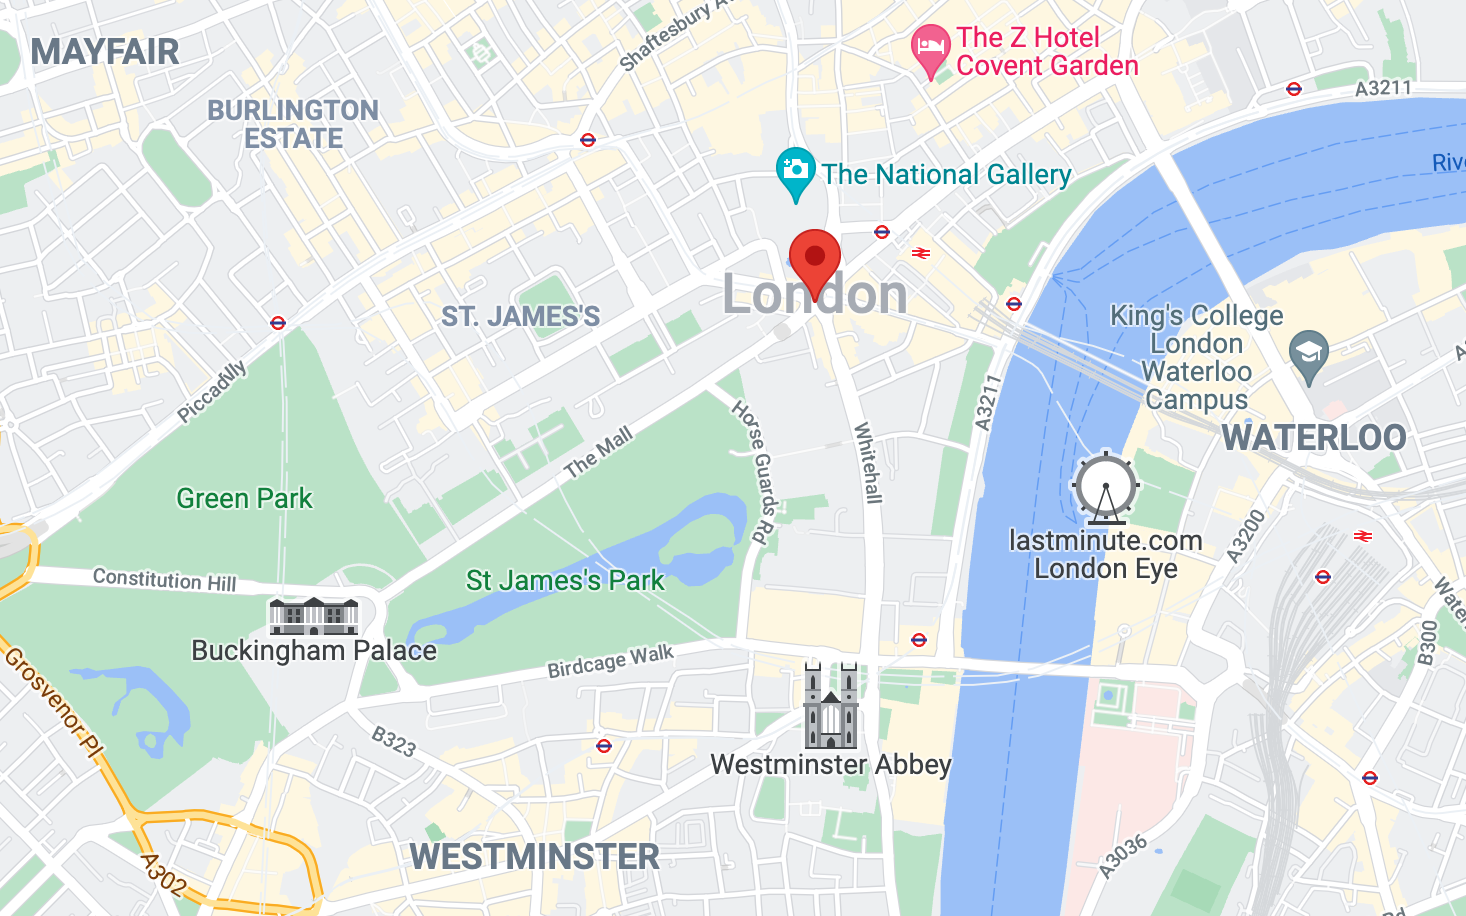 MAYFAIR
BURLINGTON
ESTATE
Shaftesbury
The Z Hotel
Covent Garden
A3211
The National Gallery
London
ST. JAMES'S
Piccadilly
King's College
London
Waterloo
Campus
WATERLOO
A3211
Horse Guards Rd
The Mall
Whitehall
Green Park
lastminute.com
London Eye
A3200
Constitution Hill
St James's Park
Buckingham Palace
Birdcage Walk
B300
Grosvenor Pl
B323
Westminster Abbey
WESTMINSTER
A302
A3036
Rd